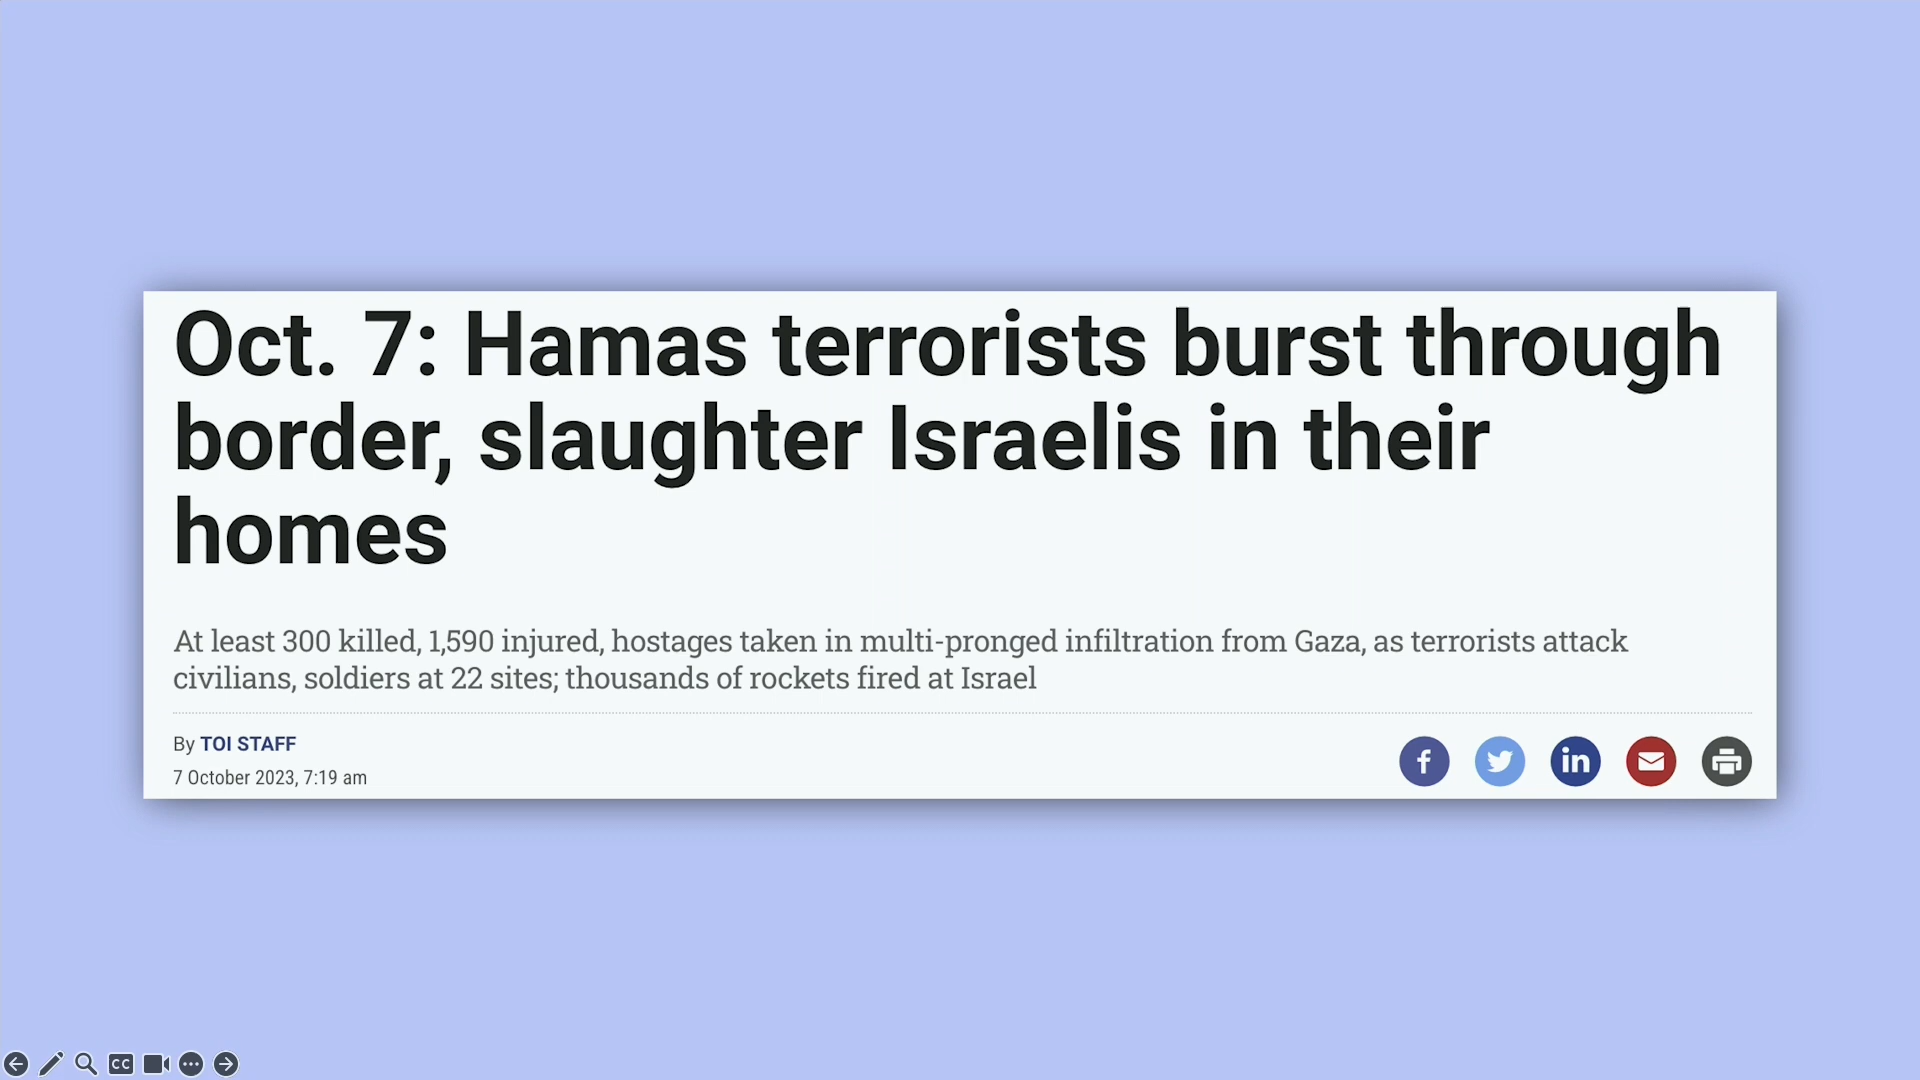 Oct. 7: Hamas terrorists burst through
border, slaughter Israelis in their
homes
At least 300 killed, 1,590 injured, hostages taken in multi-pronged infiltration from Gaza, as terrorists attack
civilians, soldiers at 22 sites; thousands of rockets fired at Israel
By TOI STAFF
7 October 2023, 7:19 am
f
in
CC